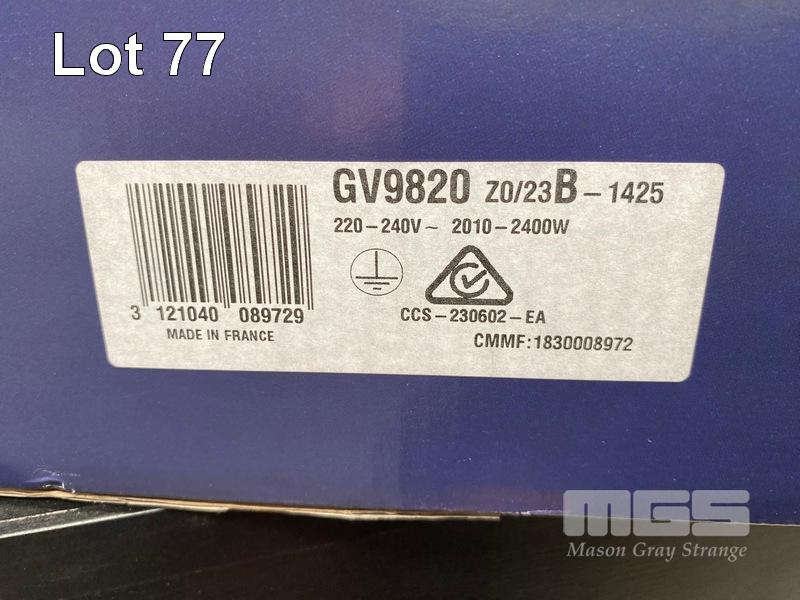 Lot 77
GV9820 Z0/23B-1425
220-240V~ 2010-2400W
3 121040 089729
MADE IN FRANCE
CCS-230602-EA
CMMF:1830008972
MGS
Mason Gray Strange